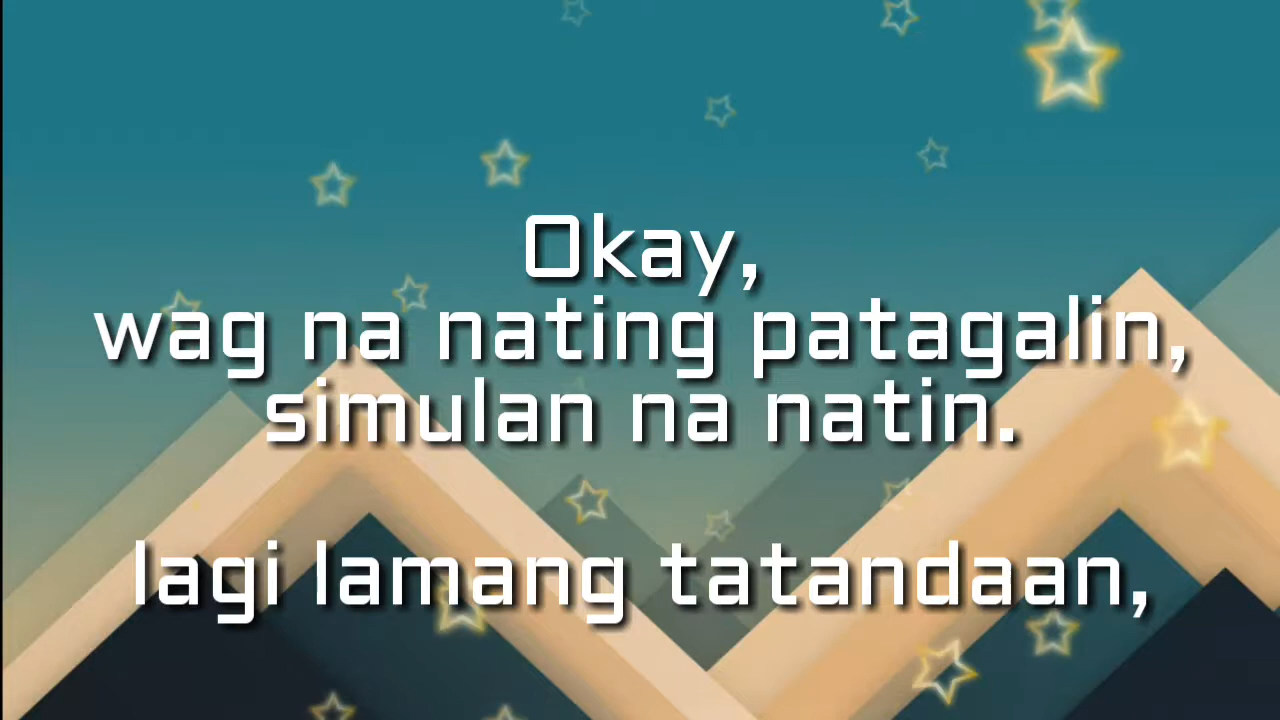 Okay,
wag na nating patagalin,
simulan na natin.
lagi lamang tatandaan,